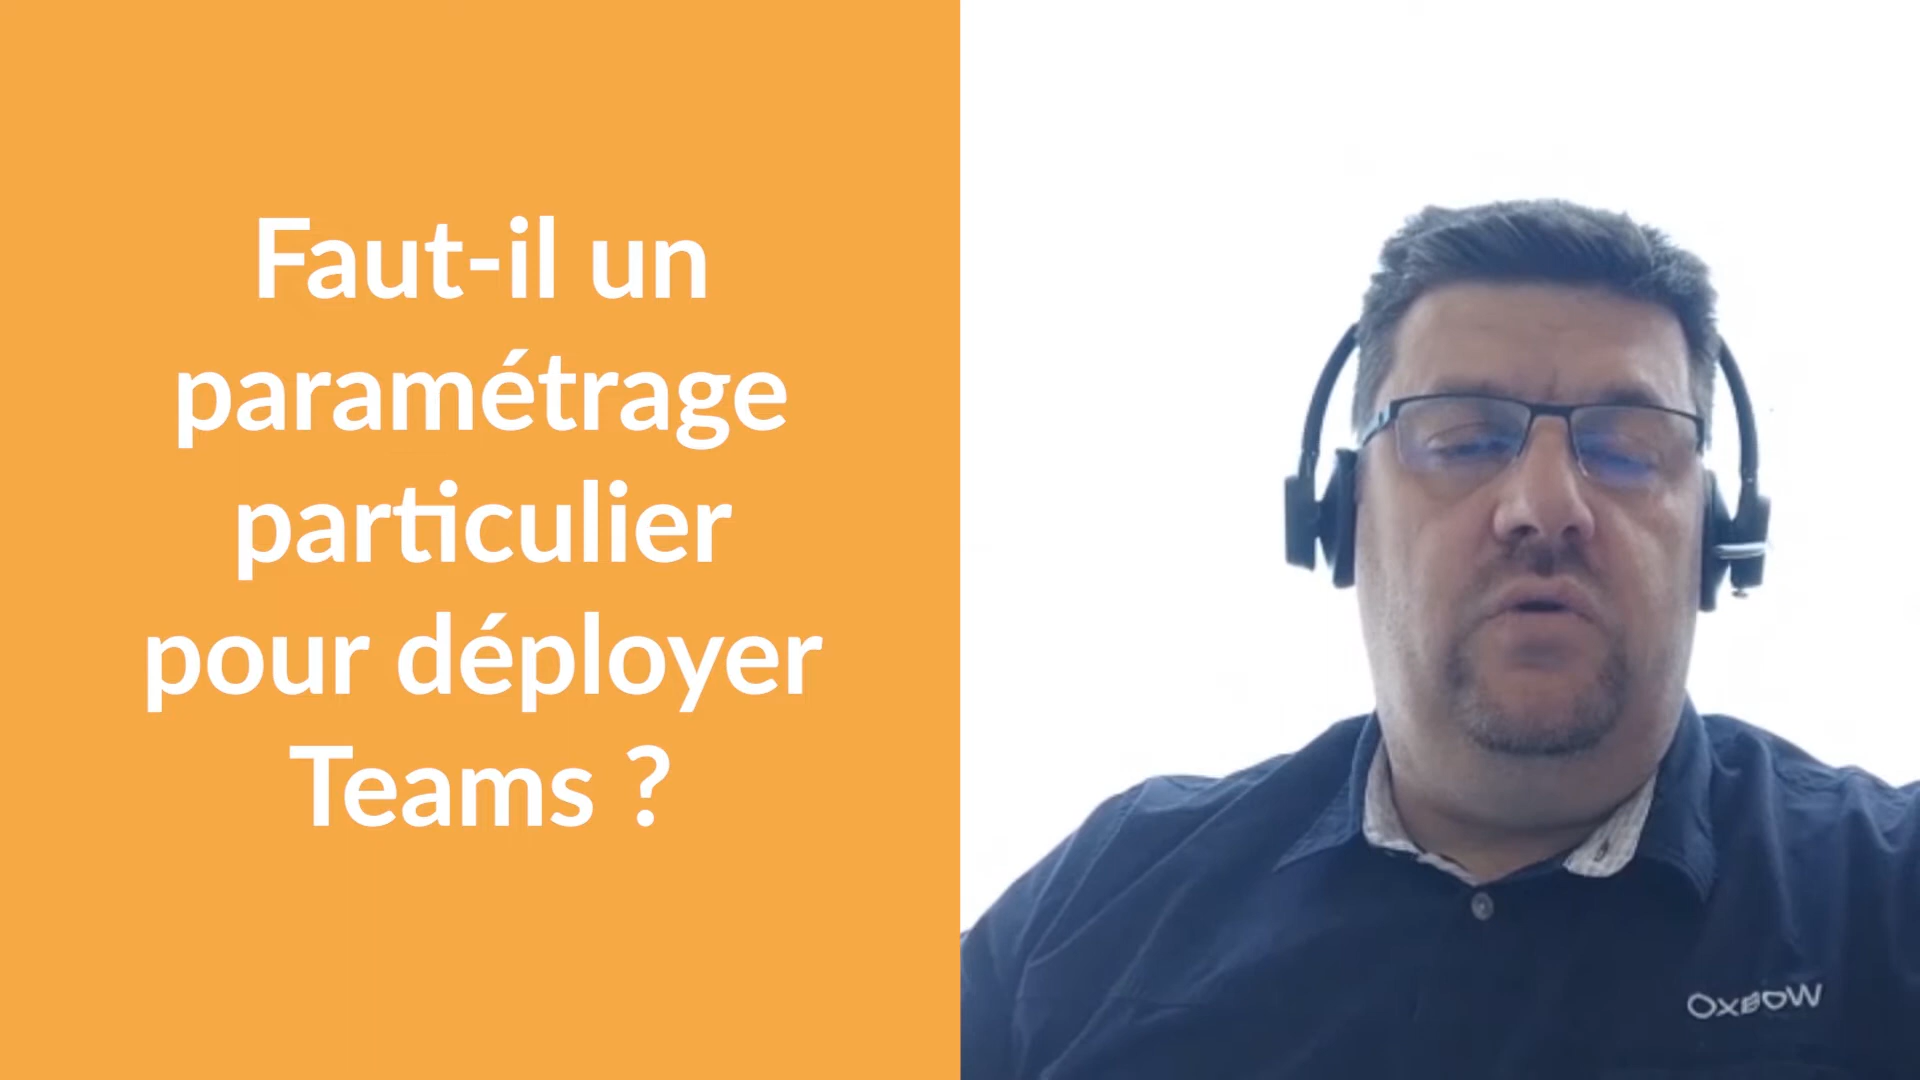 Faut-il un
paramétrage
particulier
pour déployer
Teams ?
OXBOW